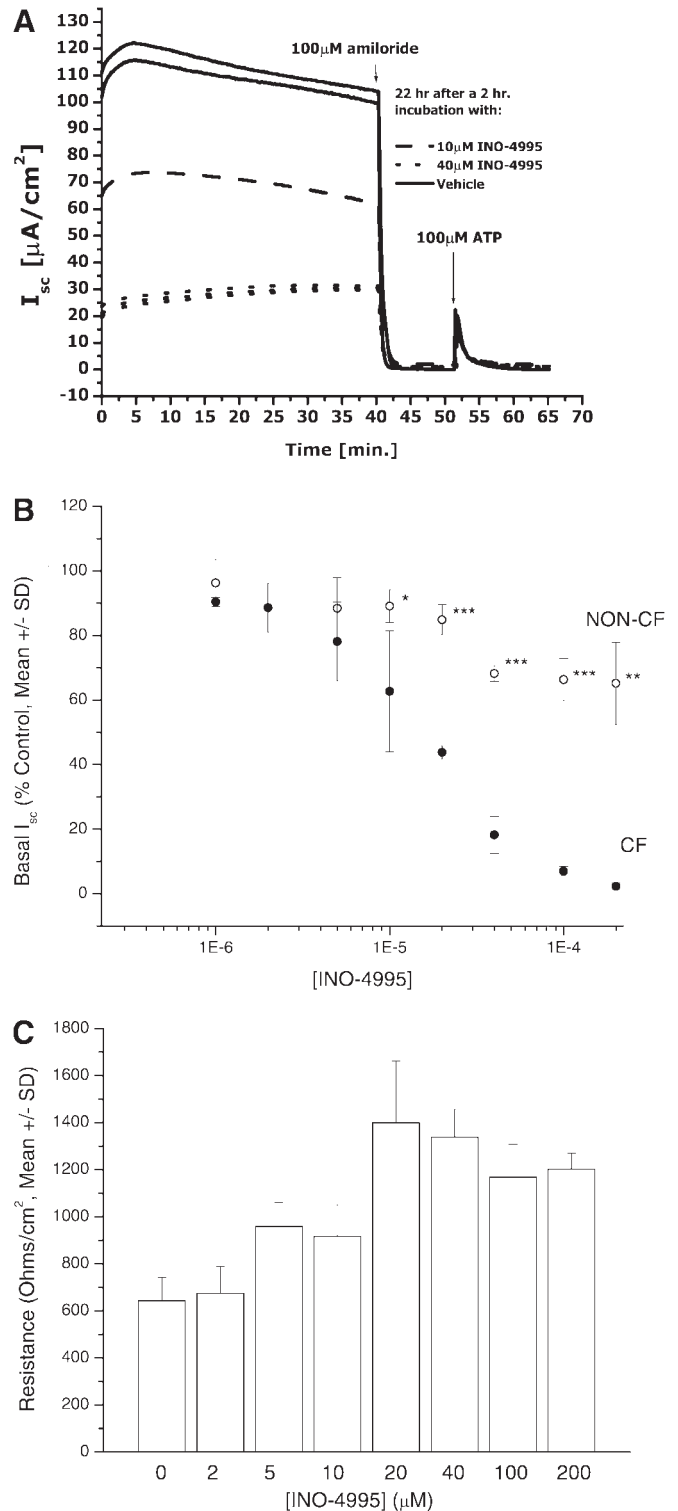 A
130
120
110
100
90
80
70
60
50
40
30
20
10
0
-10
Isc [μA/cm2]
100μM amiloride
22 hr after a 2 hr.
incubation with:
10μM INO-4995
40μM INO-4995
Vehicle
100μM ATP
0 5 10 15 20 25 30 35 40 45 50 55 60 65 70
Time [min.]
B
120
100
80
60
40
20
0
Basal Isc (% Control, Mean +/- SD)
* *** *** *** **
NON-CF
CF
1E-6 1E-5 1E-4
[INO-4995]
C
1800
1600
1400
1200
1000
800
600
400
200
0
Resistance (Ohms/cm2, Mean +/- SD)
0 2 5 10 20 40 100 200
[INO-4995] (μM)